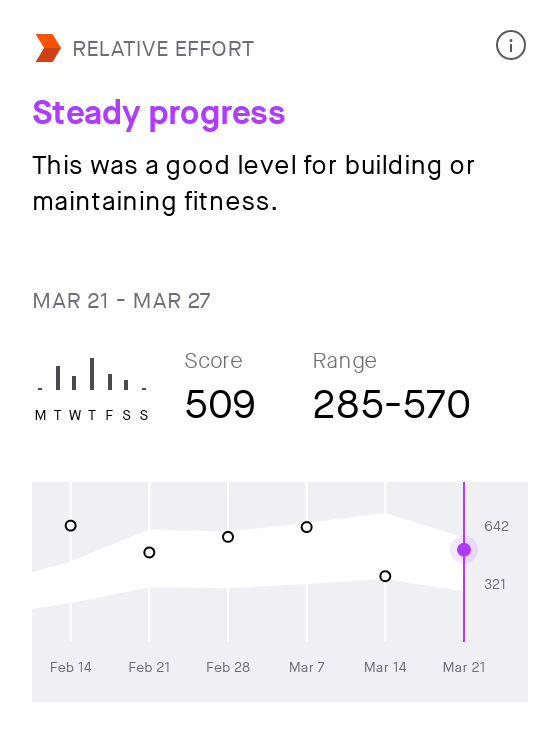 RELATIVE EFFORT
Steady progress
This was a good level for building or
maintaining fitness.
MAR 21 - MAR 27
Score
Range
509
285-570
M T W T F S S
642
321
Feb 14 Feb 21 Feb 28 Mar 7 Mar 14 Mar 21